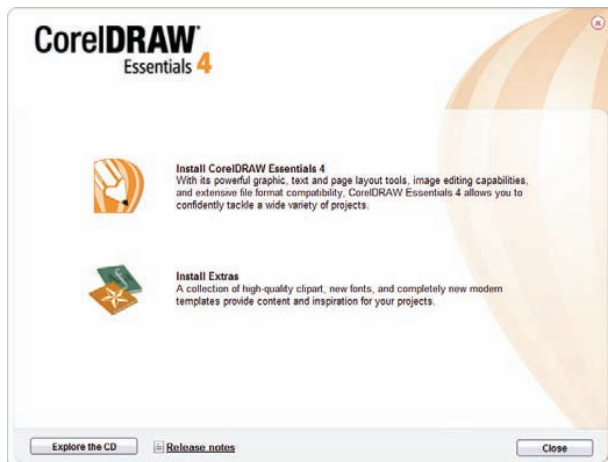 CorelDRAW
Essentials 4
Install CorelDRAW Essentials 4
With its powerful graphic, text and page layout tools, image editing capabilities,
and extensive file format compatibility, CorelDRAW Essentials 4 allows you to
confidently tackle a wide variety of projects.
Install Extras
A collection of high-quality clipart, new fonts, and completely new modern
templates provide content and inspiration for your projects.
Explore the CD
Release notes
Close